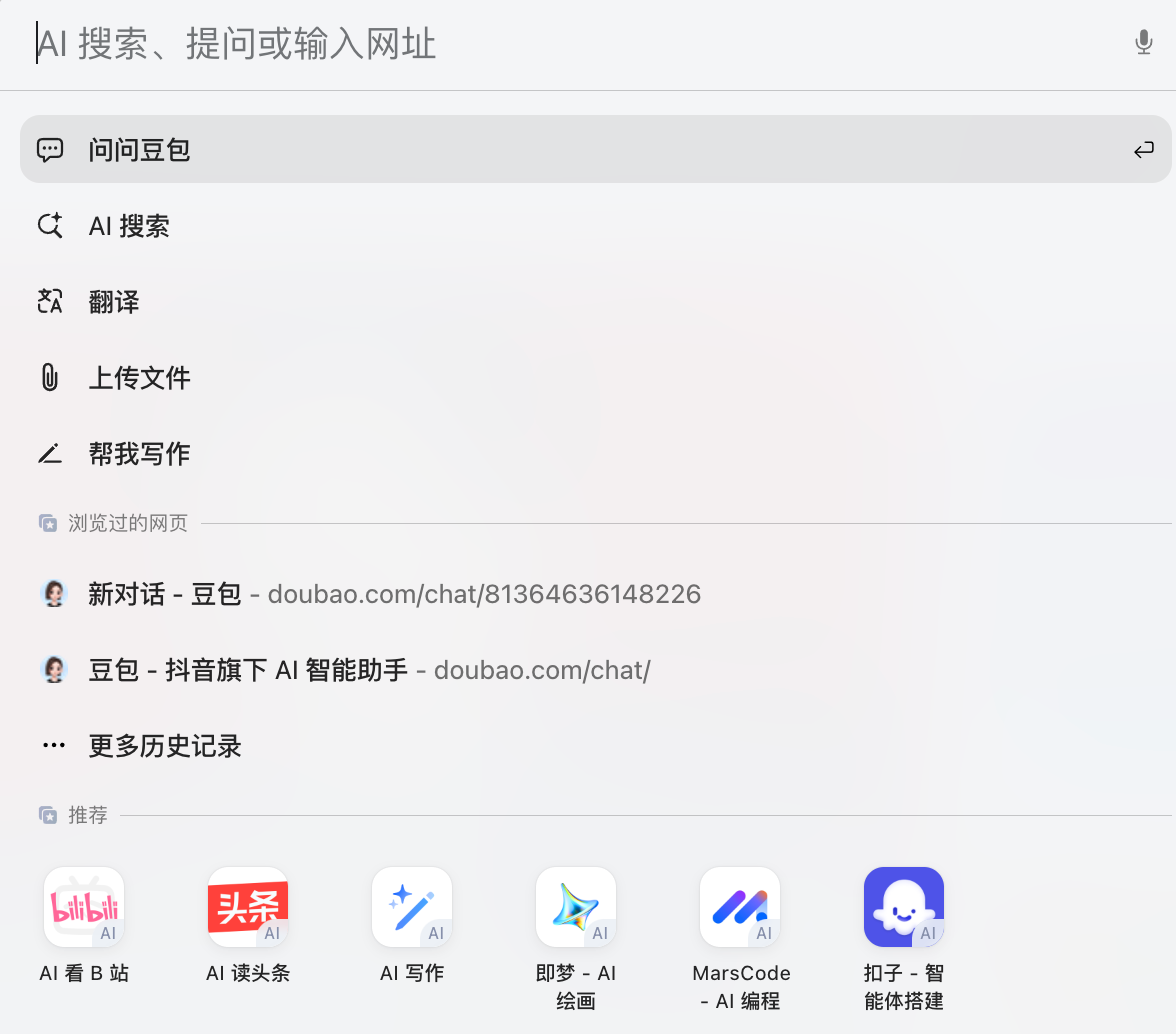 AI 搜索、提问或输入网址
问问豆包
AI 搜索
翻译
上传文件
帮我写作
浏览过的网页
新对话 - 豆包 - doubao.com/chat/81364636148226
豆包 - 抖音旗下 AI 智能助手 - doubao.com/chat/
更多历史记录
推荐
bilibili AI
头条 AI
AI
AI
AI
AI
AI 看 B 站
AI 读头条
AI 写作
即梦 - AI
绘画
MarsCode
- AI 编程
扣子 - 智
能体搭建